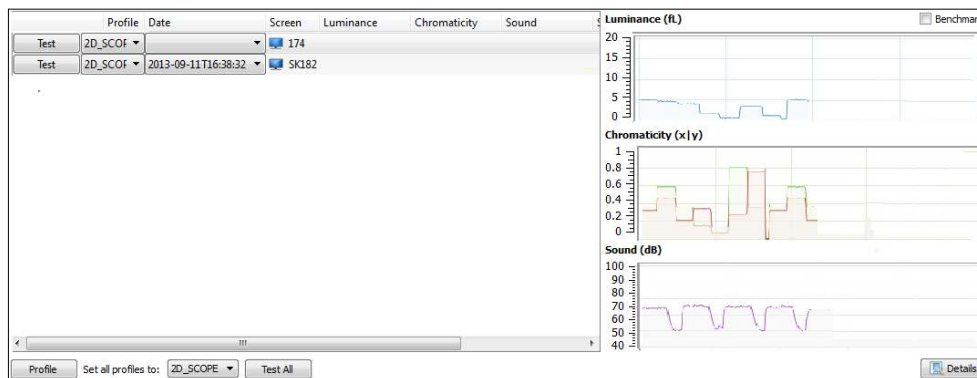 Profile Date Screen Luminance Chromaticity Sound S
Test 2D_SCOF 174
Test 2D_SCOF 2013-09-11T16:38:32 SK182
Luminance (fL) Benchmar
20
15
10
5
0
Chromaticity (x|y)
1
0.8
0.6
0.4
0.2
0
Sound (dB)
100
90
80
70
60
50
40
Profile Set all profiles to: 2D_SCOPE Test All Details